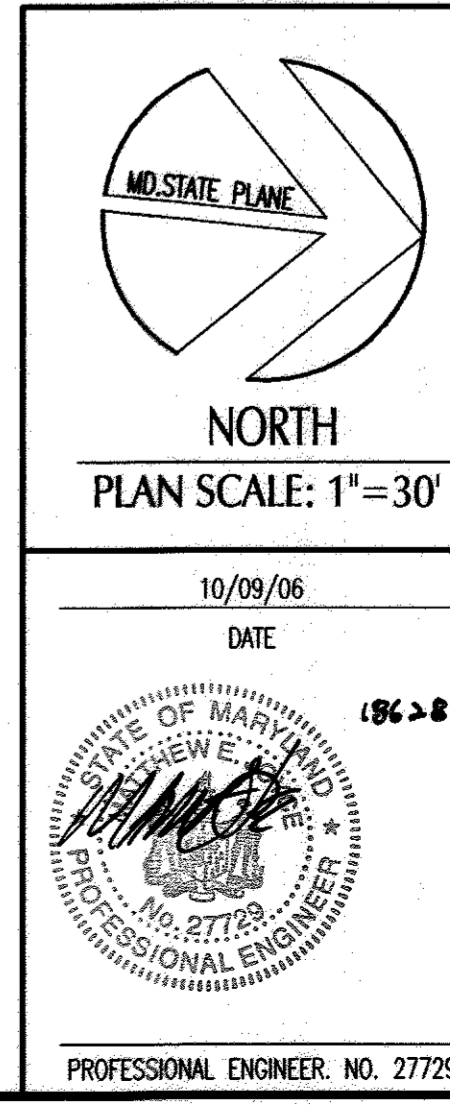 MD.STATE PLANE
NORTH
PLAN SCALE: 1"=30'
10/09/06
DATE
18628
STATE OF MARYLAND
MATTHEW E.
No. 27729
PROFESSIONAL ENGINEER
PROFESSIONAL ENGINEER. NO. 27729